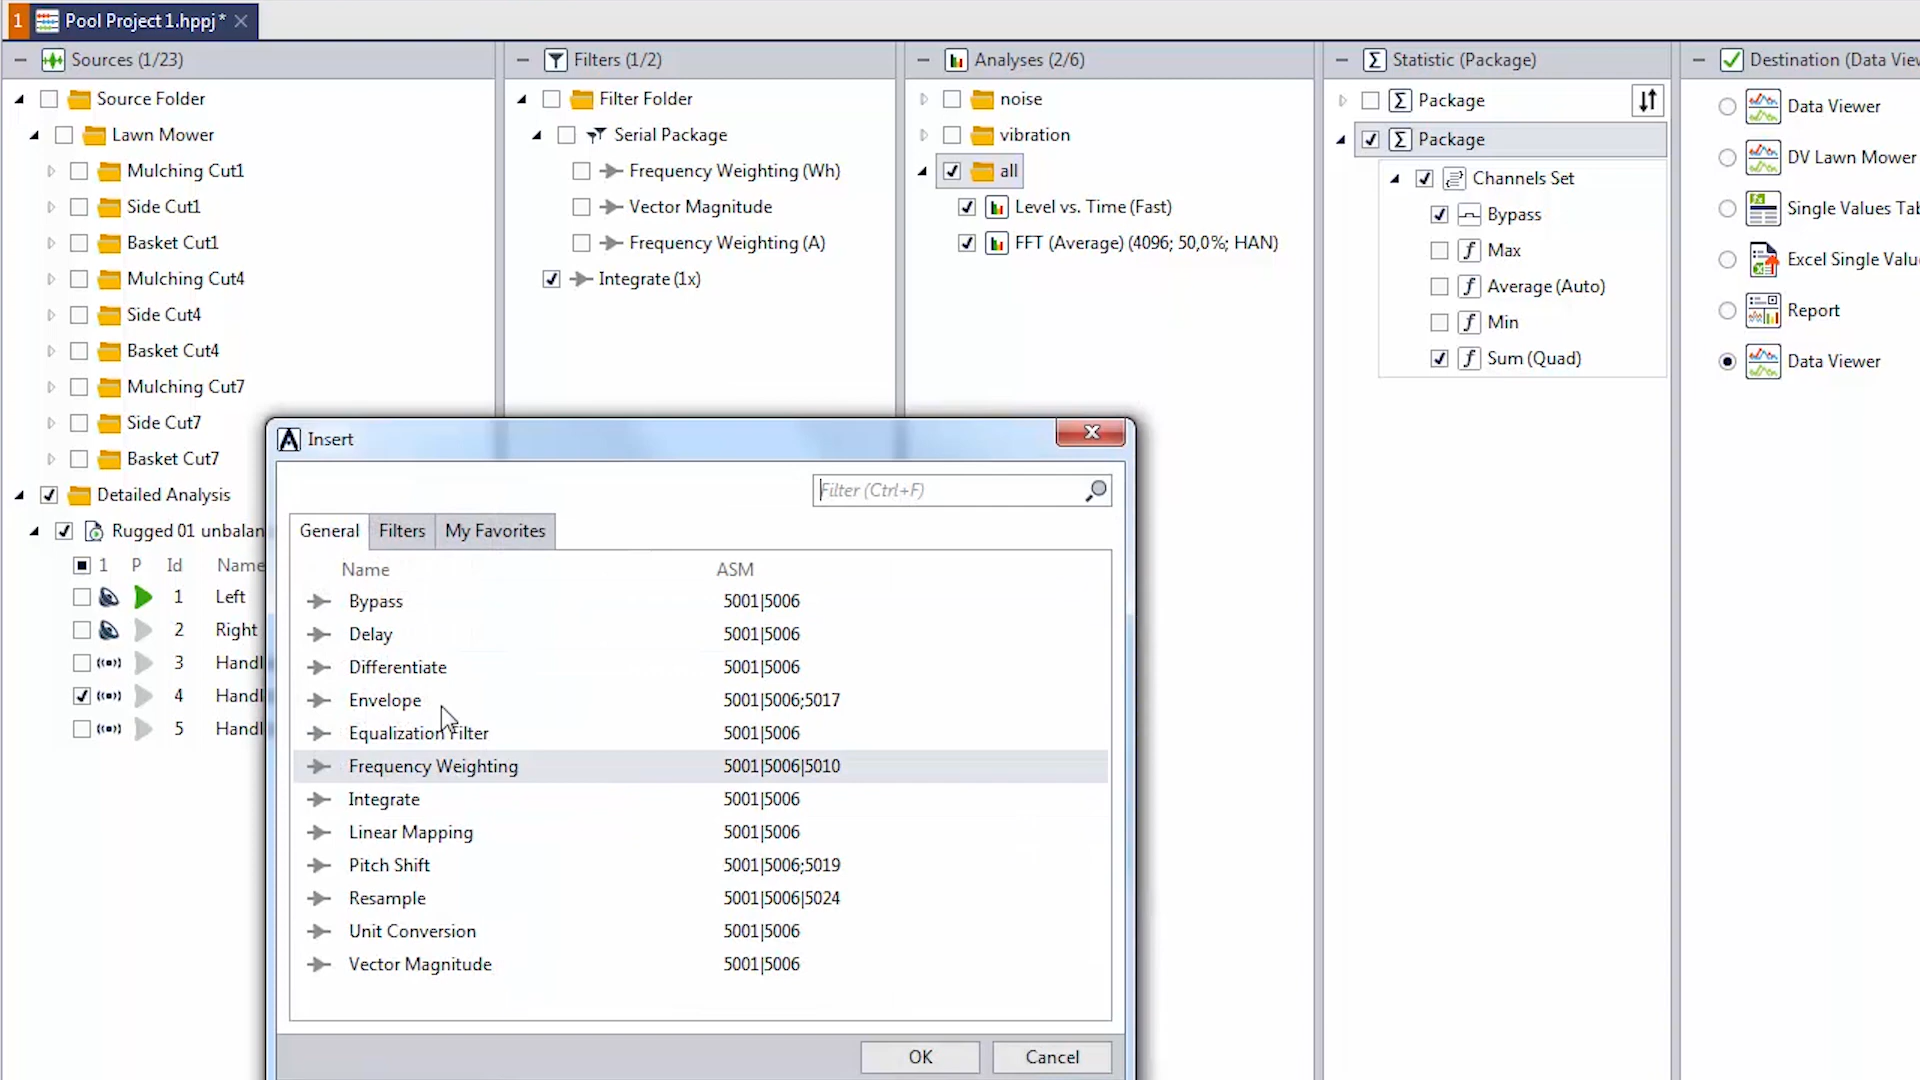 1 Pool Project 1.hppj*
Sources (1/23)
Source Folder
Lawn Mower
Mulching Cut1
Side Cut1
Basket Cut1
Mulching Cut4
Side Cut4
Basket Cut4
Mulching Cut7
Side Cut7
Basket Cut7
Detailed Analysis
Rugged 01 unbalan
1 P Id Name
1 Left
2 Right
3 Handl
4 Handl
5 Handl
Filters (1/2)
Filter Folder
Serial Package
Frequency Weighting (Wh)
Vector Magnitude
Frequency Weighting (A)
Integrate (1x)
Analyses (2/6)
noise
vibration
all
Level vs. Time (Fast)
FFT (Average) (4096; 50,0%; HAN)
Statistic (Package)
Package
Package
Channels Set
Bypass
Max
Average (Auto)
Min
Sum (Quad)
Destination (Data View
Data Viewer
DV Lawn Mower
Single Values Tab
Excel Single Value
Report
Data Viewer
Insert
Filter (Ctrl+F)
General Filters My Favorites
Name ASM
Bypass 5001|5006
Delay 5001|5006
Differentiate 5001|5006
Envelope 5001|5006;5017
Equalization Filter 5001|5006
Frequency Weighting 5001|5006|5010
Integrate 5001|5006
Linear Mapping 5001|5006
Pitch Shift 5001|5006;5019
Resample 5001|5006|5024
Unit Conversion 5001|5006
Vector Magnitude 5001|5006
OK Cancel